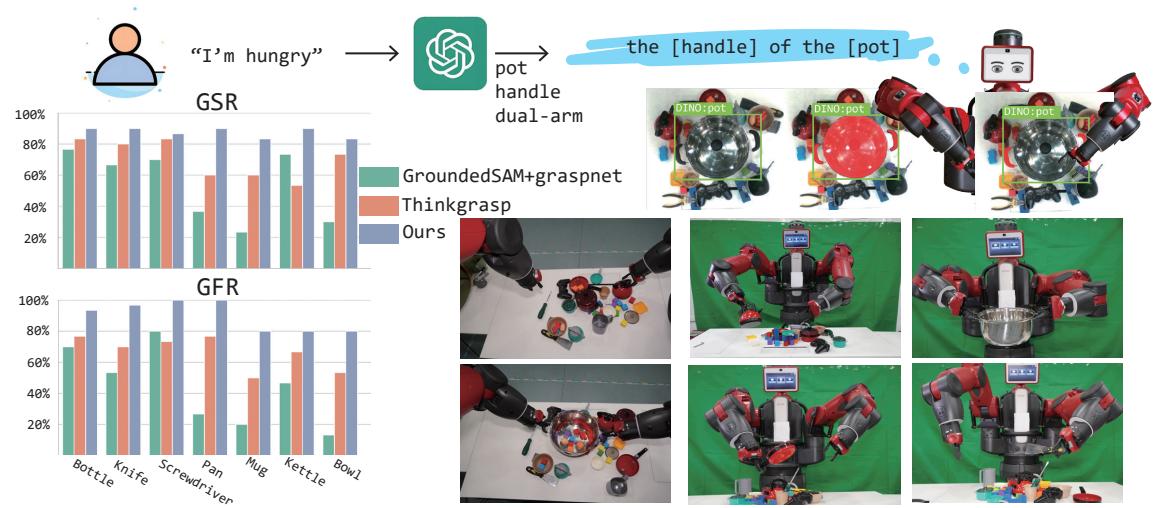 “I’m hungry”
pot
handle
dual-arm
the [handle] of the [pot]
DINO:pot
DINO:pot
DINO:pot
GSR
100%
80%
60%
40%
20%
GroundedSAM+graspnet
Thinkgrasp
Ours
GFR
100%
80%
60%
40%
20%
Bottle
Knife
Screwdriver
Pan
Mug
Kettle
Bowl